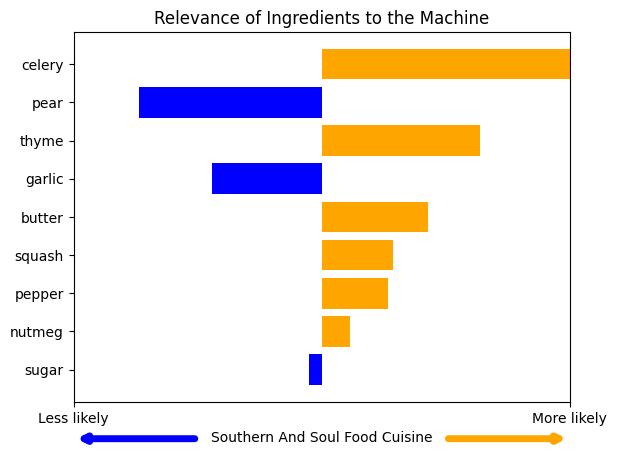 Relevance of Ingredients to the Machine
celery
pear
thyme
garlic
butter
squash
pepper
nutmeg
sugar
Less likely More likely
Southern And Soul Food Cuisine